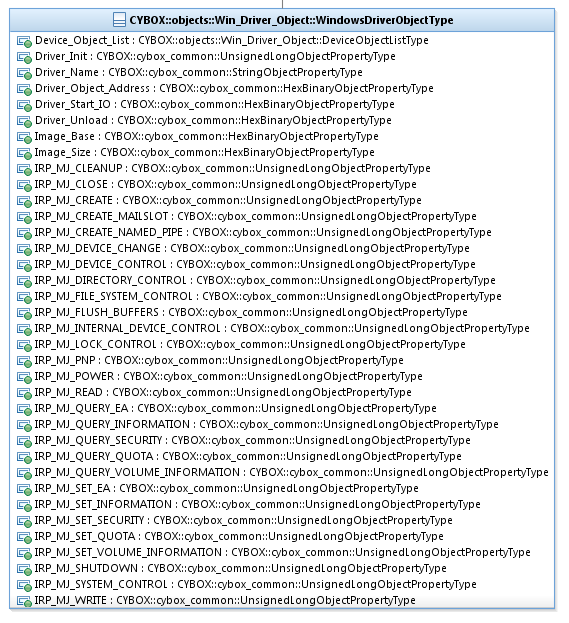 CYBOX::objects::Win_Driver_Object::WindowsDriverObjectType
Device_Object_List : CYBOX::objects::Win_Driver_Object::DeviceObjectListType
Driver_Init : CYBOX::cybox_common::UnsignedLongObjectPropertyType
Driver_Name : CYBOX::cybox_common::StringObjectPropertyType
Driver_Object_Address : CYBOX::cybox_common::HexBinaryObjectPropertyType
Driver_Start_IO : CYBOX::cybox_common::HexBinaryObjectPropertyType
Driver_Unload : CYBOX::cybox_common::HexBinaryObjectPropertyType
Image_Base : CYBOX::cybox_common::HexBinaryObjectPropertyType
Image_Size : CYBOX::cybox_common::HexBinaryObjectPropertyType
IRP_MJ_CLEANUP : CYBOX::cybox_common::UnsignedLongObjectPropertyType
IRP_MJ_CLOSE : CYBOX::cybox_common::UnsignedLongObjectPropertyType
IRP_MJ_CREATE : CYBOX::cybox_common::UnsignedLongObjectPropertyType
IRP_MJ_CREATE_MAILSLOT : CYBOX::cybox_common::UnsignedLongObjectPropertyType
IRP_MJ_CREATE_NAMED_PIPE : CYBOX::cybox_common::UnsignedLongObjectPropertyType
IRP_MJ_DEVICE_CHANGE : CYBOX::cybox_common::UnsignedLongObjectPropertyType
IRP_MJ_DEVICE_CONTROL : CYBOX::cybox_common::UnsignedLongObjectPropertyType
IRP_MJ_DIRECTORY_CONTROL : CYBOX::cybox_common::UnsignedLongObjectPropertyType
IRP_MJ_FILE_SYSTEM_CONTROL : CYBOX::cybox_common::UnsignedLongObjectPropertyType
IRP_MJ_FLUSH_BUFFERS : CYBOX::cybox_common::UnsignedLongObjectPropertyType
IRP_MJ_INTERNAL_DEVICE_CONTROL : CYBOX::cybox_common::UnsignedLongObjectPropertyType
IRP_MJ_LOCK_CONTROL : CYBOX::cybox_common::UnsignedLongObjectPropertyType
IRP_MJ_PNP : CYBOX::cybox_common::UnsignedLongObjectPropertyType
IRP_MJ_POWER : CYBOX::cybox_common::UnsignedLongObjectPropertyType
IRP_MJ_READ : CYBOX::cybox_common::UnsignedLongObjectPropertyType
IRP_MJ_QUERY_EA : CYBOX::cybox_common::UnsignedLongObjectPropertyType
IRP_MJ_QUERY_INFORMATION : CYBOX::cybox_common::UnsignedLongObjectPropertyType
IRP_MJ_QUERY_SECURITY : CYBOX::cybox_common::UnsignedLongObjectPropertyType
IRP_MJ_QUERY_QUOTA : CYBOX::cybox_common::UnsignedLongObjectPropertyType
IRP_MJ_QUERY_VOLUME_INFORMATION : CYBOX::cybox_common::UnsignedLongObjectPropertyType
IRP_MJ_SET_EA : CYBOX::cybox_common::UnsignedLongObjectPropertyType
IRP_MJ_SET_INFORMATION : CYBOX::cybox_common::UnsignedLongObjectPropertyType
IRP_MJ_SET_SECURITY : CYBOX::cybox_common::UnsignedLongObjectPropertyType
IRP_MJ_SET_QUOTA : CYBOX::cybox_common::UnsignedLongObjectPropertyType
IRP_MJ_SET_VOLUME_INFORMATION : CYBOX::cybox_common::UnsignedLongObjectPropertyType
IRP_MJ_SHUTDOWN : CYBOX::cybox_common::UnsignedLongObjectPropertyType
IRP_MJ_SYSTEM_CONTROL : CYBOX::cybox_common::UnsignedLongObjectPropertyType
IRP_MJ_WRITE : CYBOX::cybox_common::UnsignedLongObjectPropertyType